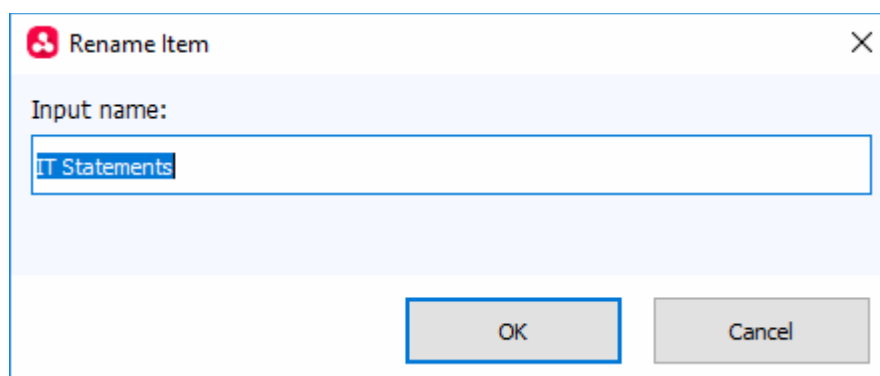 Rename Item
Input name:
IT Statements
OK
Cancel